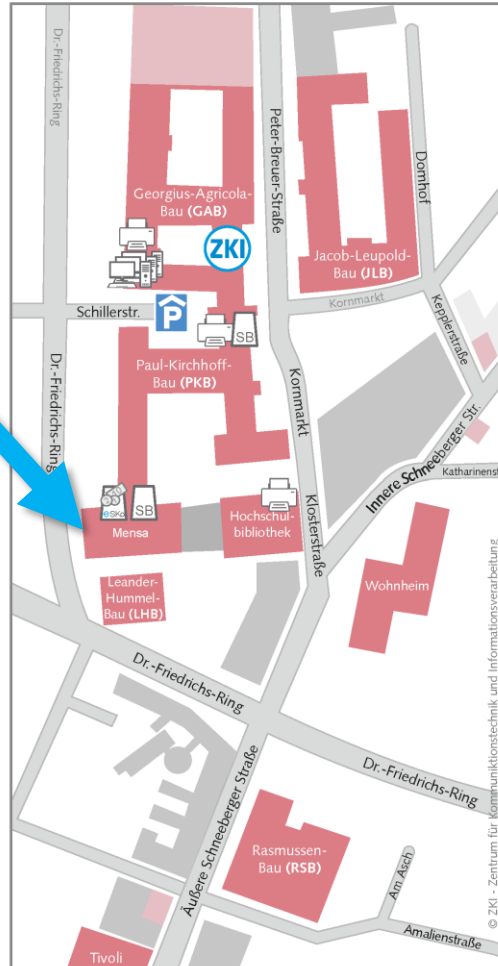 Dr.-Friedrichs-Ring
Peter-Breuer-Straße
Domhof
Georgius-Agricola-
Bau (GAB)
ZKI
Jacob-Leupold-
Bau (JLB)
Kornmarkt
Kepplerstraße
Schillerstr.
P
SB
Paul-Kirchhoff-
Bau (PKB)
Dr.-Friedrichs-Ring
Kornmarkt
Innere Schneeberger Str.
Katharinenst
eSKo
SB
Mensa
Hochschul-
bibliothek
Klosterstraße
Leander-
Hummel-
Bau (LHB)
Wohnheim
Dr.-Friedrichs-Ring
Dr.-Friedrichs-Ring
Äußere Schneeberger Straße
Rasmussen-
Bau (RSB)
Am Asch
Amalienstraße
Tivoli
© ZKI - Zentrum für Kommuniktionstechnik und Informationsverarbeitung